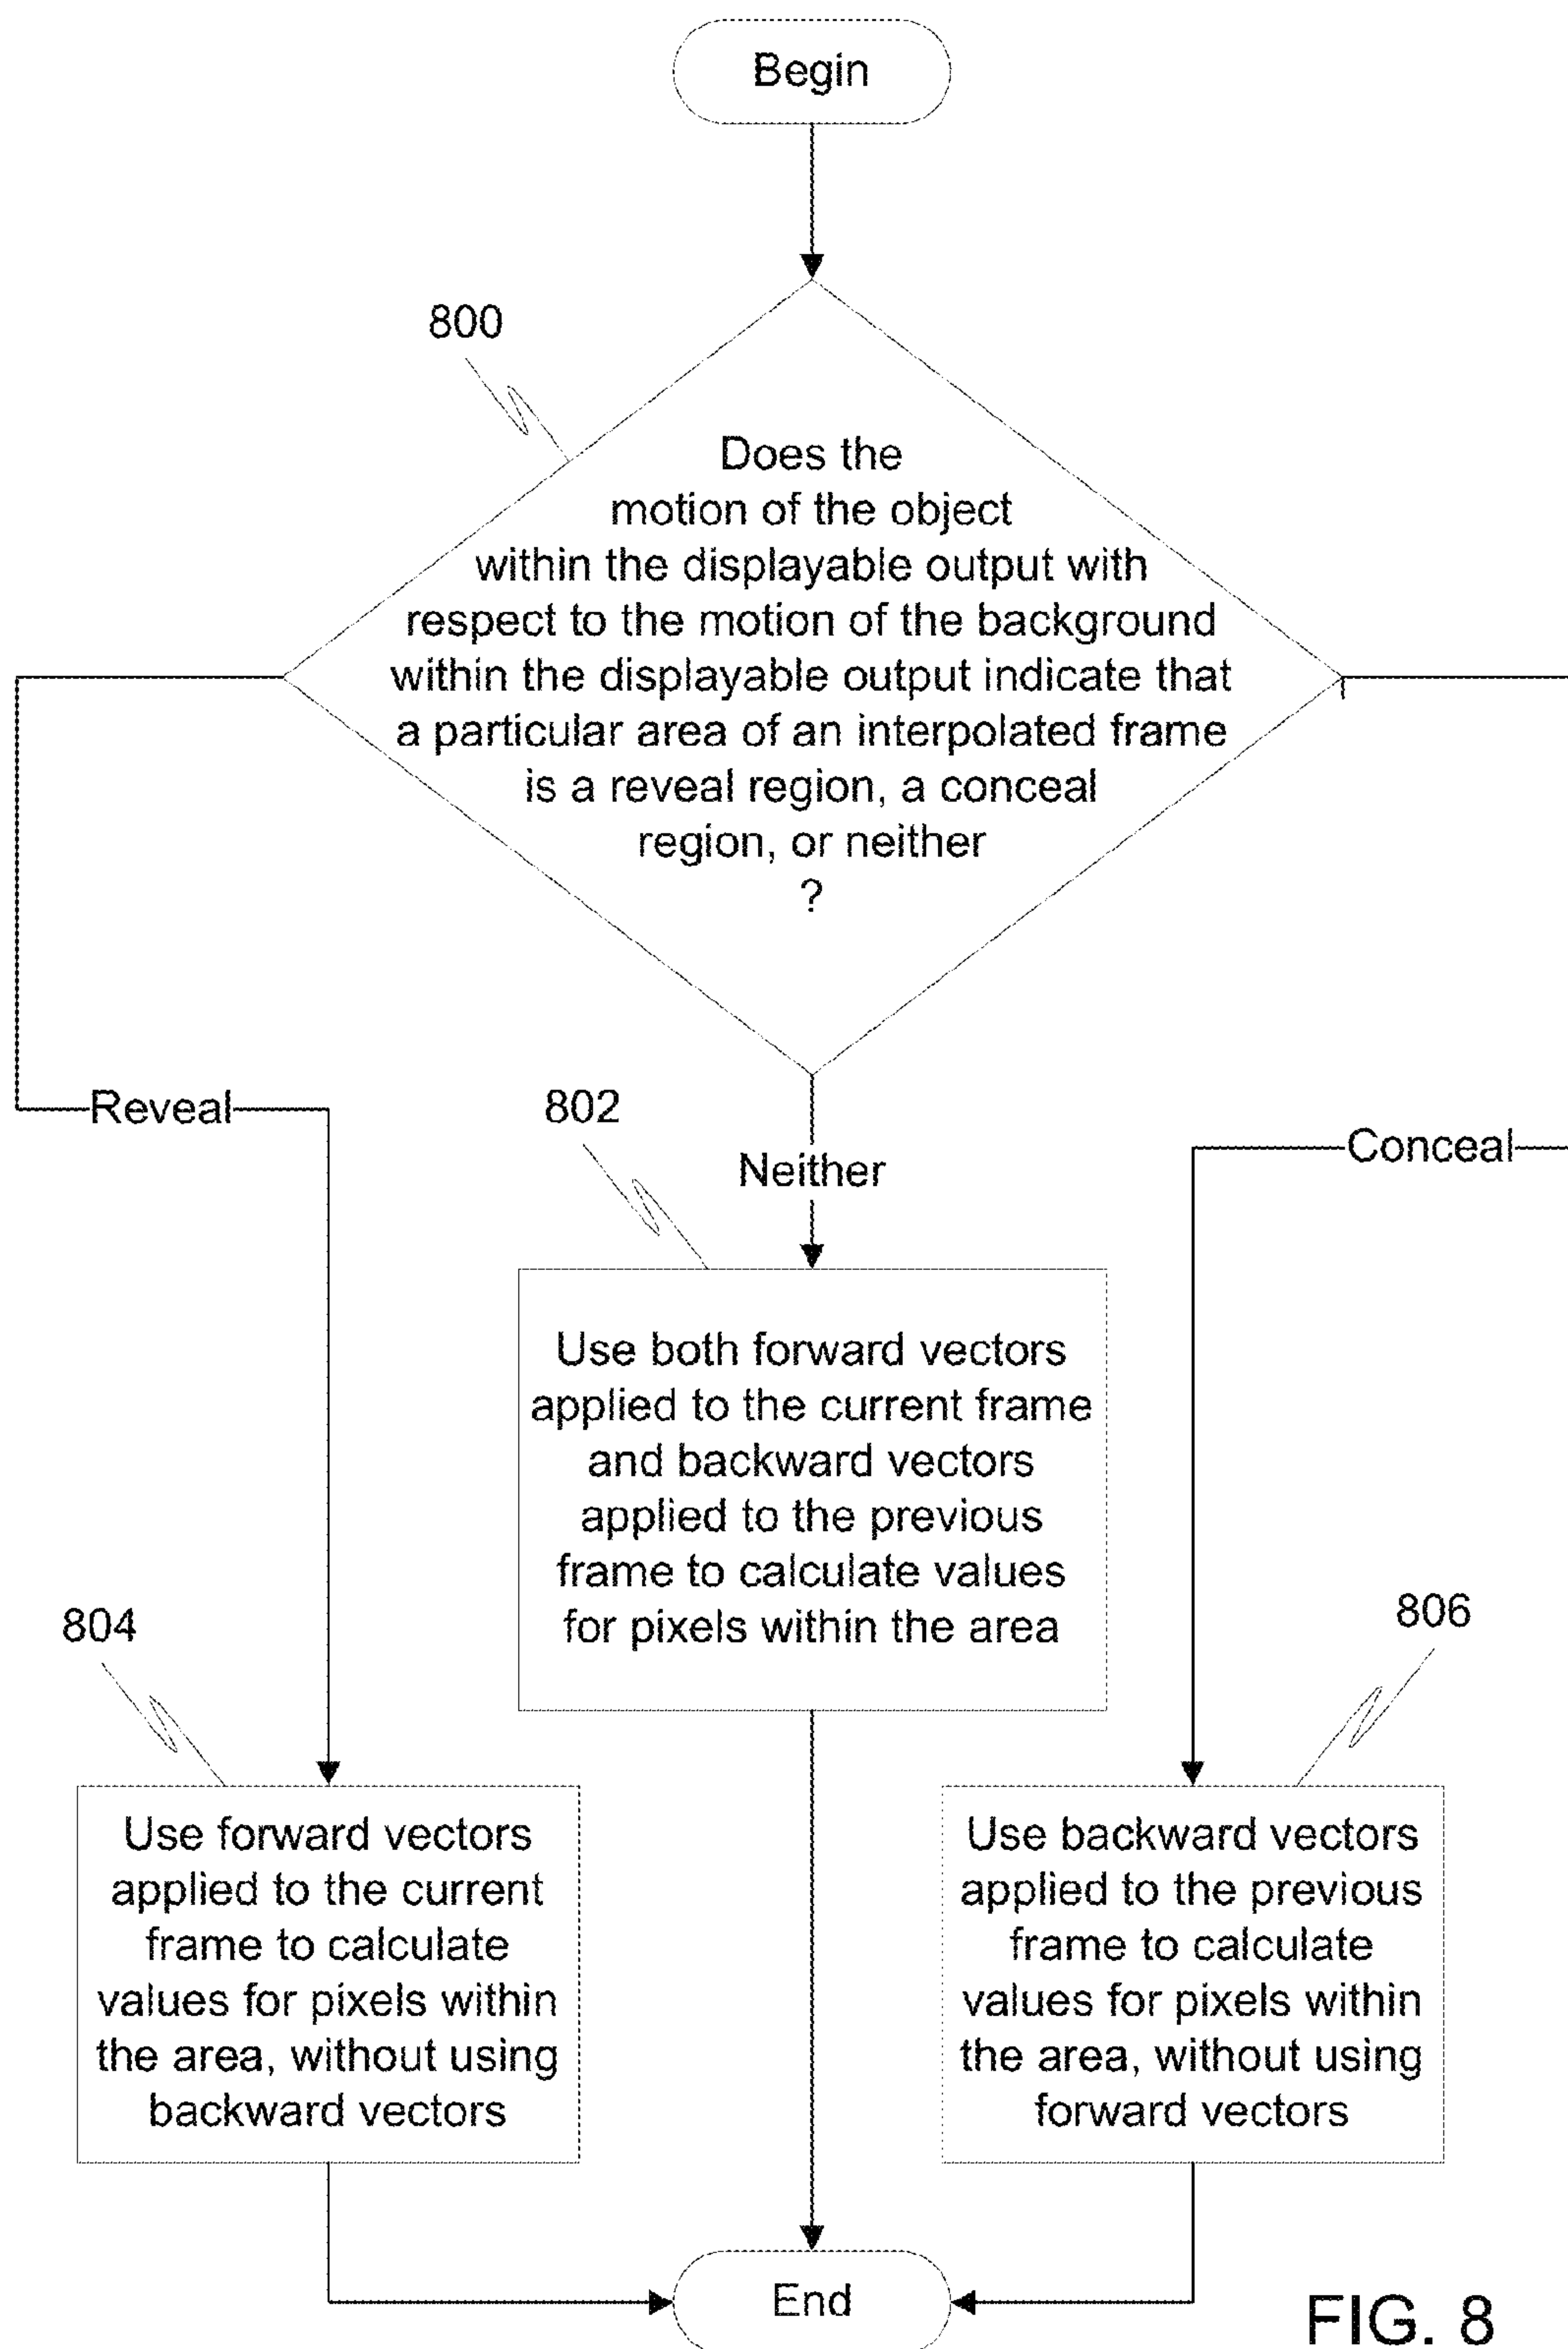 Begin
800
Does the
motion of the object
within the displayable output with
respect to the motion of the background
within the displayable output indicate that
a particular area of an interpolated frame
is a reveal region, a conceal
region, or neither
?
Reveal
802
Neither
Conceal
Use both forward vectors
applied to the current frame
and backward vectors
applied to the previous
frame to calculate values
for pixels within the area
804
Use forward vectors
applied to the current
frame to calculate
values for pixels within
the area, without using
backward vectors
806
Use backward vectors
applied to the previous
frame to calculate
values for pixels within
the area, without using
forward vectors
End
FIG. 8